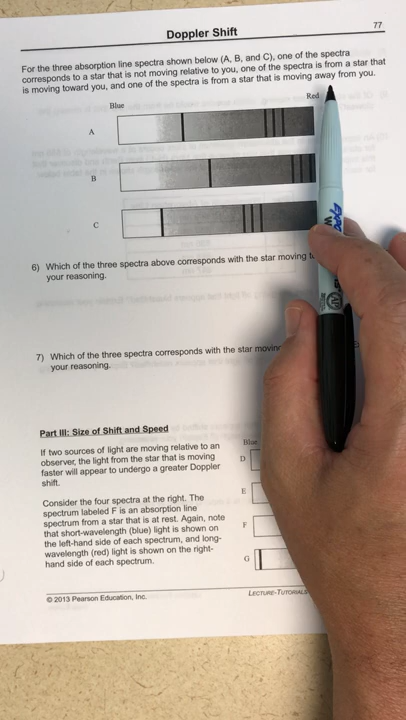 77
Doppler Shift
For the three absorption line spectra shown below (A, B, and C), one of the spectra
corresponds to a star that is not moving relative to you, one of the spectra is from a star that
is moving toward you, and one of the spectra is from a star that is moving away from you.
Blue
Red
A
B
C
EXPO
6) Which of the three spectra above corresponds with the star moving
your reasoning.
7) Which of the three spectra corresponds with the star
your reasoning.
Part III: Size of Shift and Speed
If two sources of light are moving relative to an
observer, the light from the star that is moving
faster will appear to undergo a greater Doppler
shift.
Consider the four spectra at the right. The
spectrum labeled F is an absorption line
spectrum from a star that is at rest. Again, note
that short-wavelength (blue) light is shown on
the left-hand side of each spectrum, and long-
wavelength (red) light is shown on the right-
hand side of each spectrum.
Blue
D
E
F
G
© 2013 Pearson Education, Inc.
LECTURE-TUTORIALS